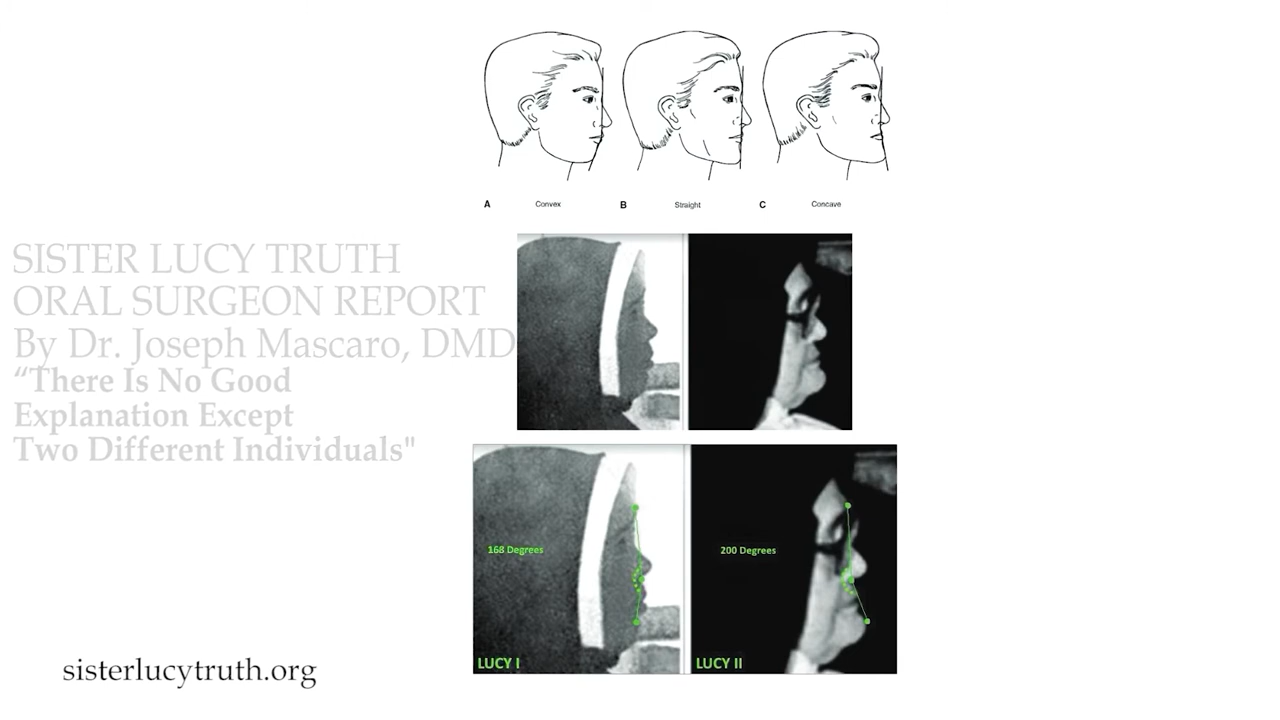 A Convex B Straight C Concave
SISTER LUCY TRUTH
ORAL SURGEON REPORT
By Dr. Joseph Mascaro, DMD
“There Is No Good
Explanation Except
Two Different Individuals"
168 Degrees
200 Degrees
LUCY I
LUCY II
sisterlucytruth.org